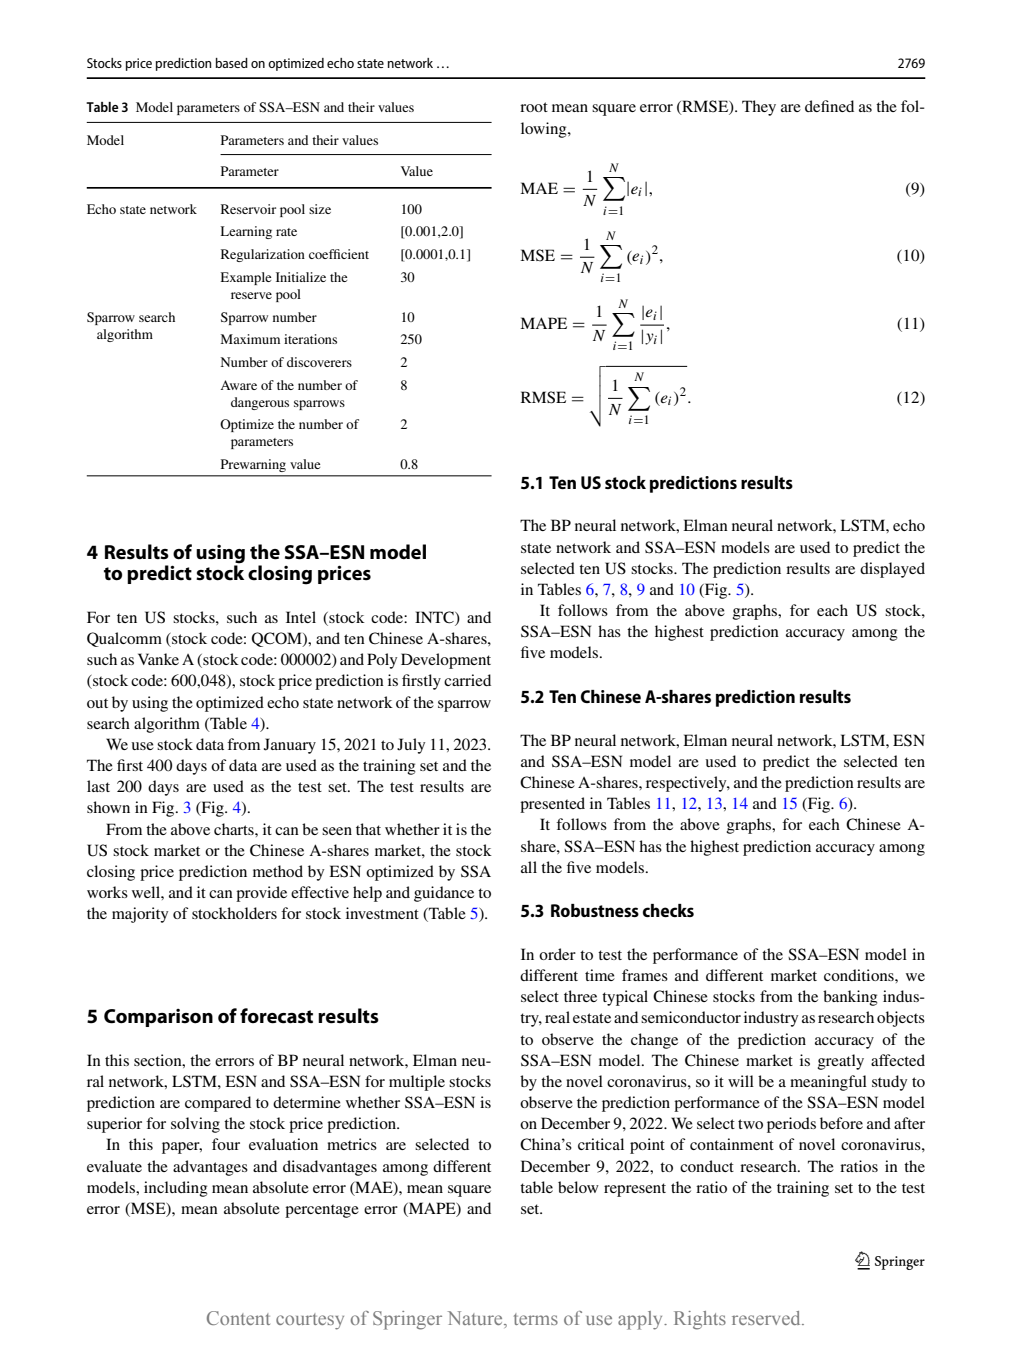 Stocks price prediction based on optimized echo state network …
2769
Table 3 Model parameters of SSA–ESN and their values
Model Parameters and their values
Parameter Value
Echo state network Reservoir pool size 100
Learning rate [0.001,2.0]
Regularization coefficient [0.0001,0.1]
Example Initialize the 30
reserve pool
Sparrow search Sparrow number 10
algorithm
Maximum iterations 250
Number of discoverers 2
Aware of the number of 8
dangerous sparrows
Optimize the number of 2
parameters
Prewarning value 0.8
4 Results of using the SSA–ESN model
to predict stock closing prices
For ten US stocks, such as Intel (stock code: INTC) and
Qualcomm (stock code: QCOM), and ten Chinese A-shares,
such as Vanke A (stock code: 000002) and Poly Development
(stock code: 600,048), stock price prediction is firstly carried
out by using the optimized echo state network of the sparrow
search algorithm (Table 4).
We use stock data from January 15, 2021 to July 11, 2023.
The first 400 days of data are used as the training set and the
last 200 days are used as the test set. The test results are
shown in Fig. 3 (Fig. 4).
From the above charts, it can be seen that whether it is the
US stock market or the Chinese A-shares market, the stock
closing price prediction method by ESN optimized by SSA
works well, and it can provide effective help and guidance to
the majority of stockholders for stock investment (Table 5).
5 Comparison of forecast results
In this section, the errors of BP neural network, Elman neu-
ral network, LSTM, ESN and SSA–ESN for multiple stocks
prediction are compared to determine whether SSA–ESN is
superior for solving the stock price prediction.
In this paper, four evaluation metrics are selected to
evaluate the advantages and disadvantages among different
models, including mean absolute error (MAE), mean square
error (MSE), mean absolute percentage error (MAPE) and
root mean square error (RMSE). They are defined as the fol-
lowing,
MAE = \frac{1}{N} \sum_{i=1}^{N} |e_i|, (9)
MSE = \frac{1}{N} \sum_{i=1}^{N} (e_i)^2, (10)
MAPE = \frac{1}{N} \sum_{i=1}^{N} \frac{|e_i|}{|y_i|}, (11)
RMSE = \sqrt{\frac{1}{N} \sum_{i=1}^{N} (e_i)^2}. (12)
5.1 Ten US stock predictions results
The BP neural network, Elman neural network, LSTM, echo
state network and SSA–ESN models are used to predict the
selected ten US stocks. The prediction results are displayed
in Tables 6, 7, 8, 9 and 10 (Fig. 5).
It follows from the above graphs, for each US stock,
SSA–ESN has the highest prediction accuracy among the
five models.
5.2 Ten Chinese A-shares prediction results
The BP neural network, Elman neural network, LSTM, ESN
and SSA–ESN model are used to predict the selected ten
Chinese A-shares, respectively, and the prediction results are
presented in Tables 11, 12, 13, 14 and 15 (Fig. 6).
It follows from the above graphs, for each Chinese A-
share, SSA–ESN has the highest prediction accuracy among
all the five models.
5.3 Robustness checks
In order to test the performance of the SSA–ESN model in
different time frames and different market conditions, we
select three typical Chinese stocks from the banking indus-
try, real estate and semiconductor industry as research objects
to observe the change of the prediction accuracy of the
SSA–ESN model. The Chinese market is greatly affected
by the novel coronavirus, so it will be a meaningful study to
observe the prediction performance of the SSA–ESN model
on December 9, 2022. We select two periods before and after
China's critical point of containment of novel coronavirus,
December 9, 2022, to conduct research. The ratios in the
table below represent the ratio of the training set to the test
set.
Springer
Content courtesy of Springer Nature, terms of use apply. Rights reserved.